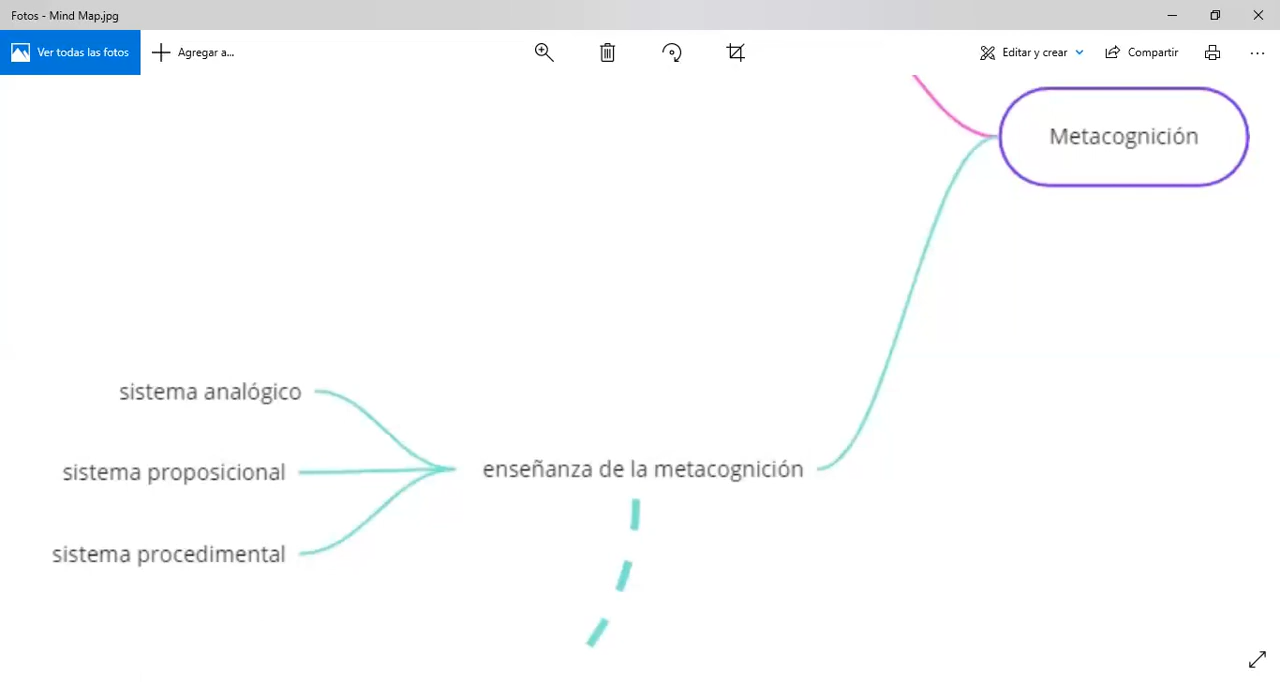 Fotos - Mind Map.jpg
Ver todas las fotos
Agregar a...
Editar y crear
Compartir
Metacognición
sistema analógico
sistema proposicional
enseñanza de la metacognición
sistema procedimental